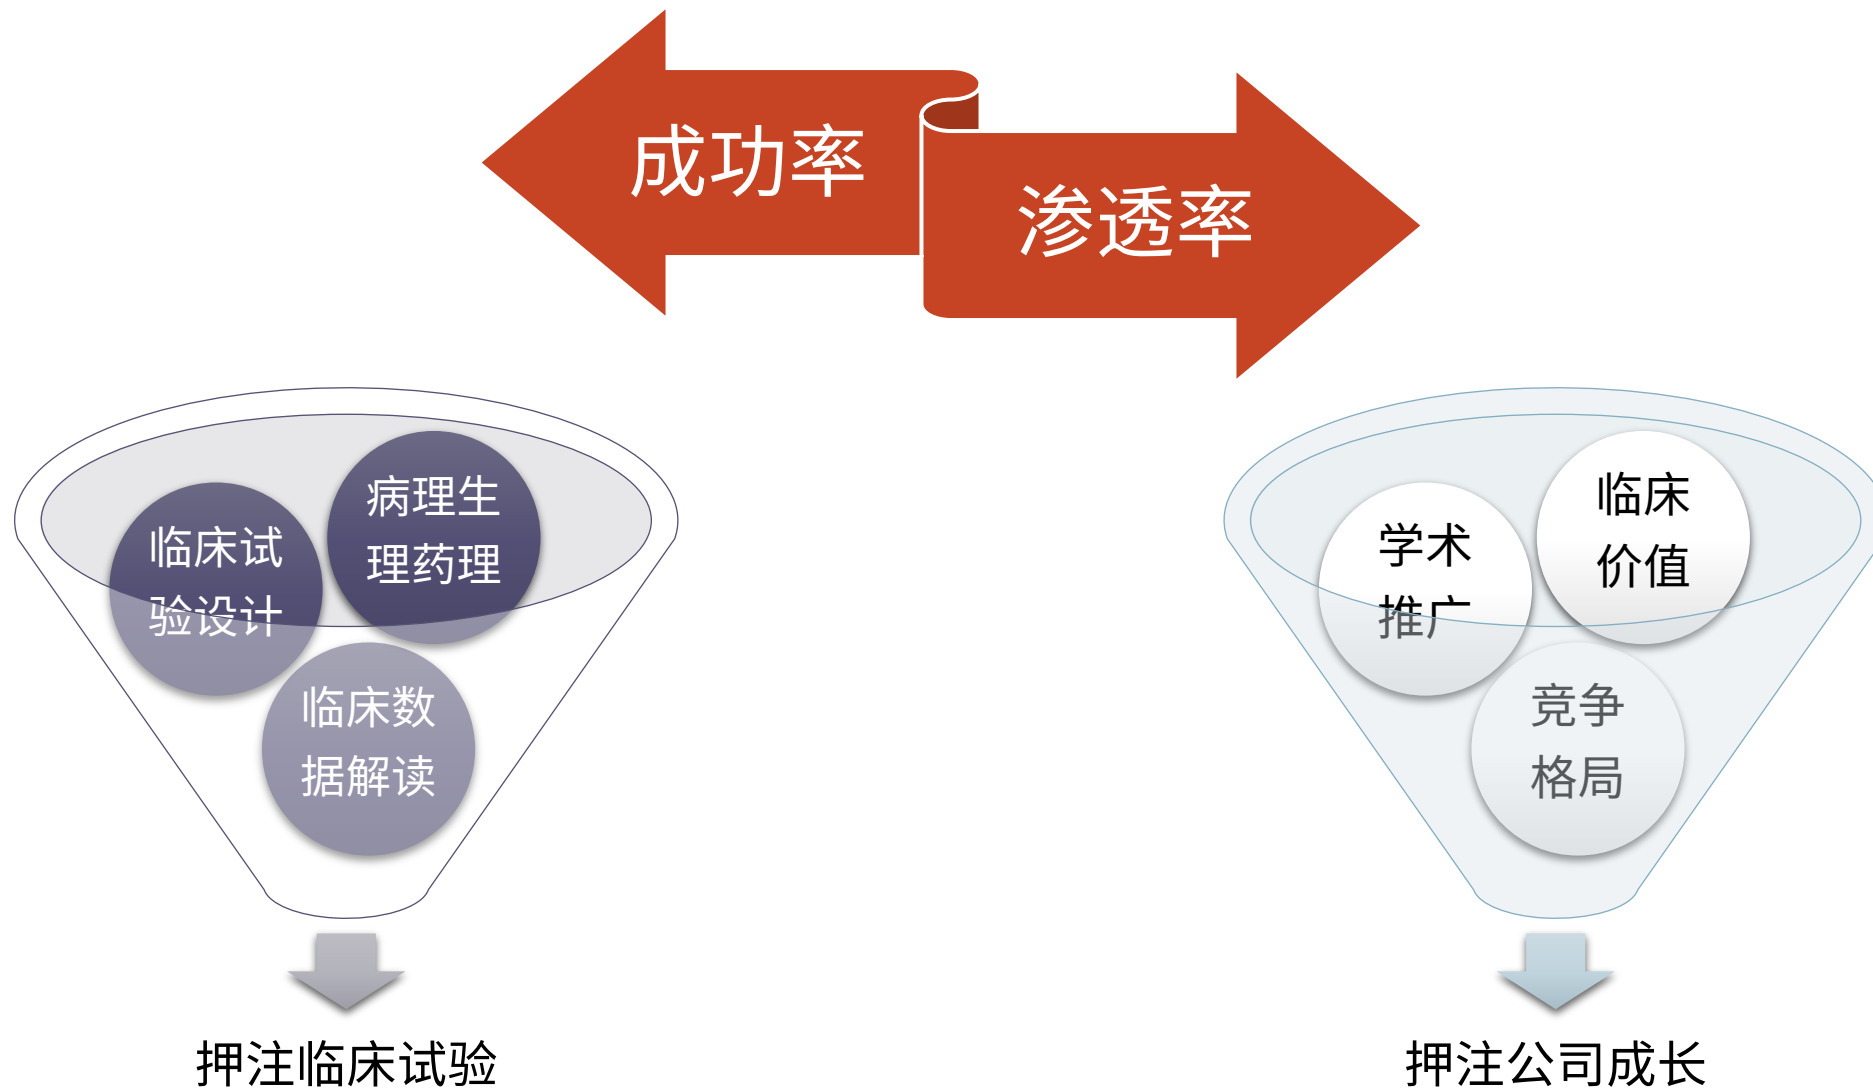 成功率
渗透率
临床试
验设计
病理生
理药理
临床数
据解读
押注临床试验
学术
推广
临床
价值
竞争
格局
押注公司成长